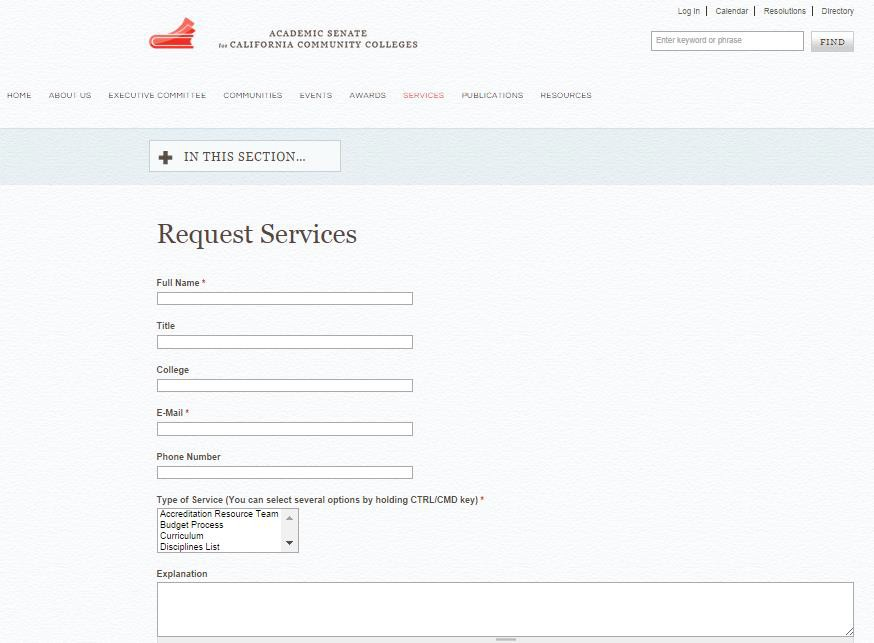 Log in Calendar Resolutions Directory
ACADEMIC SENATE
for CALIFORNIA COMMUNITY COLLEGES
Enter keyword or phrase FIND
HOME ABOUT US EXECUTIVE COMMITTEE COMMUNITIES EVENTS AWARDS SERVICES PUBLICATIONS RESOURCES
IN THIS SECTION...
Request Services
Full Name *
Title
College
E-Mail *
Phone Number
Type of Service (You can select several options by holding CTRL/CMD key) *
Accreditation Resource Team
Budget Process
Curriculum
Disciplines List
Explanation